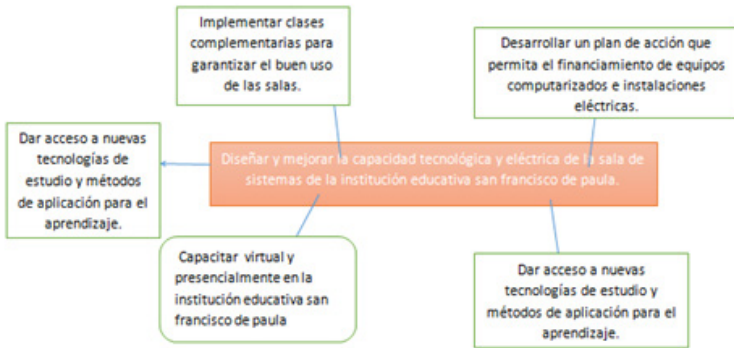 Implementar clases
complementarias para
garantizar el buen uso
de las salas.
Desarrollar un plan de acción que
permita el financiamiento de equipos
computarizados e instalaciones
eléctricas.
Dar acceso a nuevas
tecnologías de
estudio y métodos
de aplicación para el
aprendizaje.
Diseñar y mejorar la capacidad tecnológica y eléctrica de la sala de
sistemas de la institución educativa san francisco de paula.
Capacitar virtual y
presencialmente en la
institución educativa san
francisco de paula
Dar acceso a nuevas
tecnologías de estudio y
métodos de aplicación para el
aprendizaje.